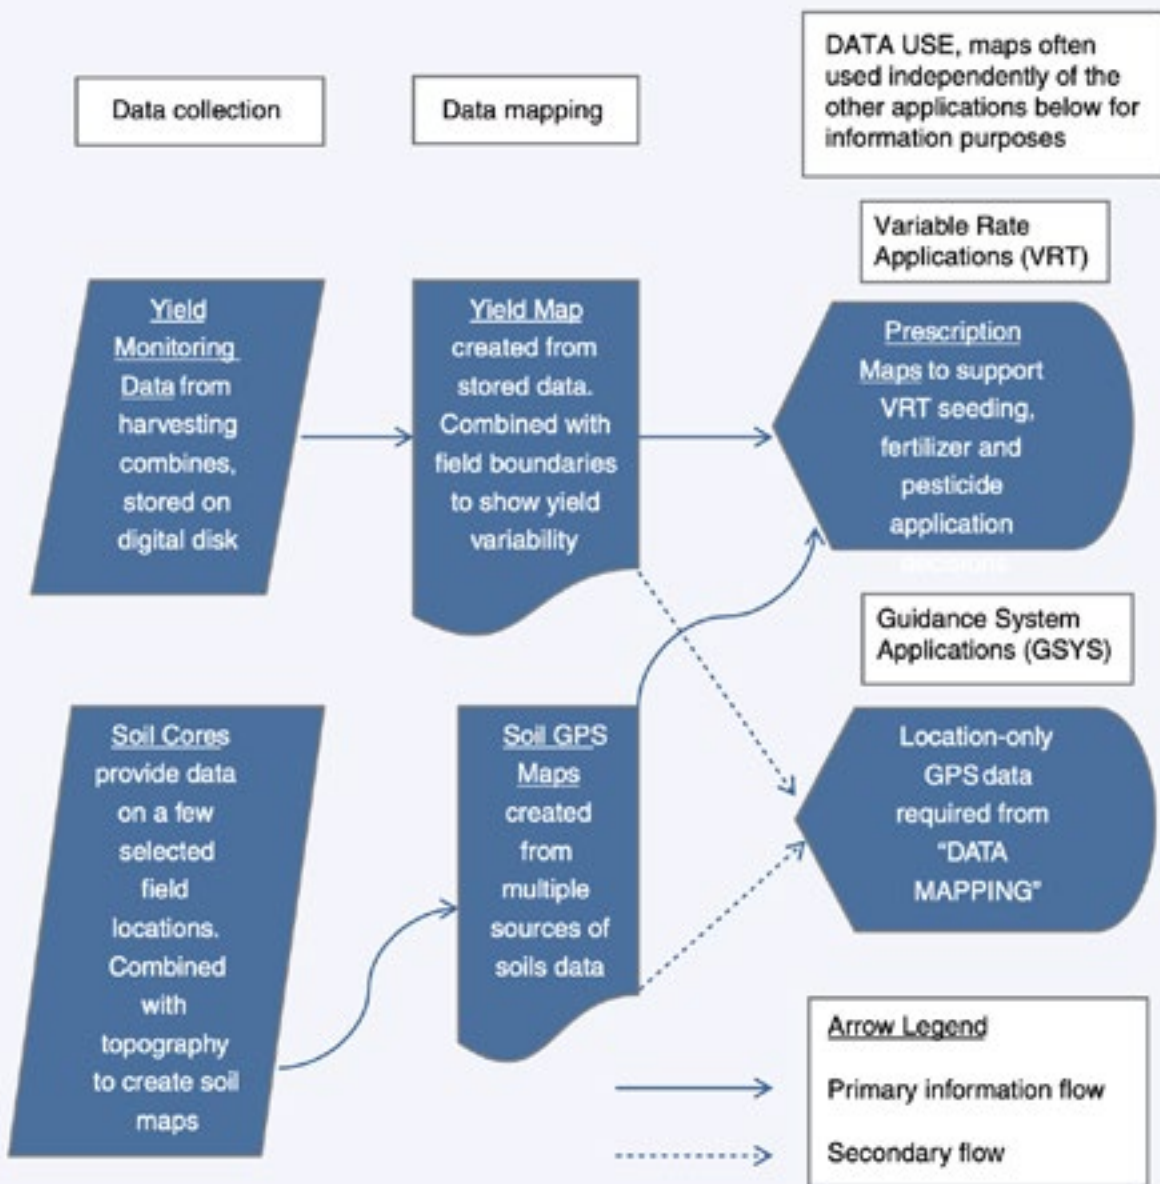 Data collection
Data mapping
DATA USE, maps often
used independently of the
other applications below for
information purposes
Variable Rate
Applications (VRT)
Yield
Monitoring
Data from
harvesting
combines,
stored on
digital disk
Yield Map
created from
stored data.
Combined with
field boundaries
to show yield
variability
Prescription
Maps to support
VRT seeding,
fertilizer and
pesticide
application
decisions
Guidance System
Applications (GSYS)
Soil Cores
provide data
on a few
selected
field
locations.
Combined
with
topography
to create soil
maps
Soil GPS
Maps
created
from
multiple
sources of
soils data
Location-only
GPS data
required from
"DATA
MAPPING"
Arrow Legend
Primary information flow
Secondary flow